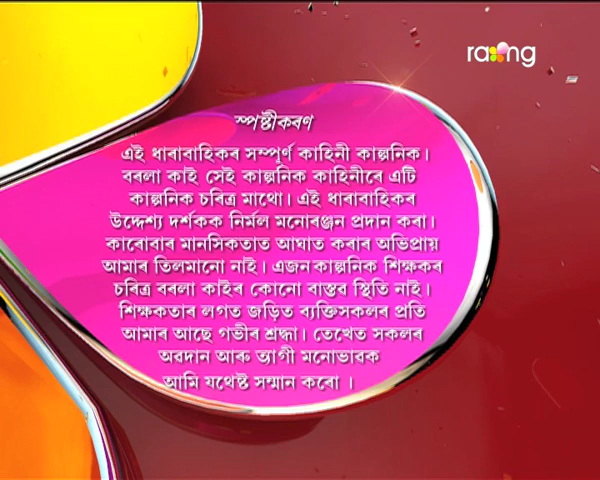 rang
স্পষ্টীকৰণ
এই ধাৰাবাহিকৰ সম্পূৰ্ণ কাহিনী কাল্পনিক।
বৰলা কাই সেই কাল্পনিক কাহিনীৰে এটি
কাল্পনিক চৰিত্ৰ মাথো। এই ধাৰাবাহিকৰ
উদ্দেশ্য দৰ্শকক নিৰ্মল মনোৰঞ্জন প্ৰদান কৰা।
কাৰোবাৰ মানসিকতাত আঘাত কৰাৰ অভিপ্ৰায়
আমাৰ তিলমানো নাই। এজন কাল্পনিক শিক্ষকৰ
চৰিত্ৰ বৰলা কাইৰ কোনো বাস্তৱ স্থিতি নাই।
শিক্ষকতাৰ লগত জড়িত ব্যক্তিসকলৰ প্ৰতি
আমাৰ আছে গভীৰ শ্ৰদ্ধা। তেখেত সকলৰ
অৱদান আৰু ত্যাগী মনোভাৱক
আমি যথেষ্ট সন্মান কৰো ।